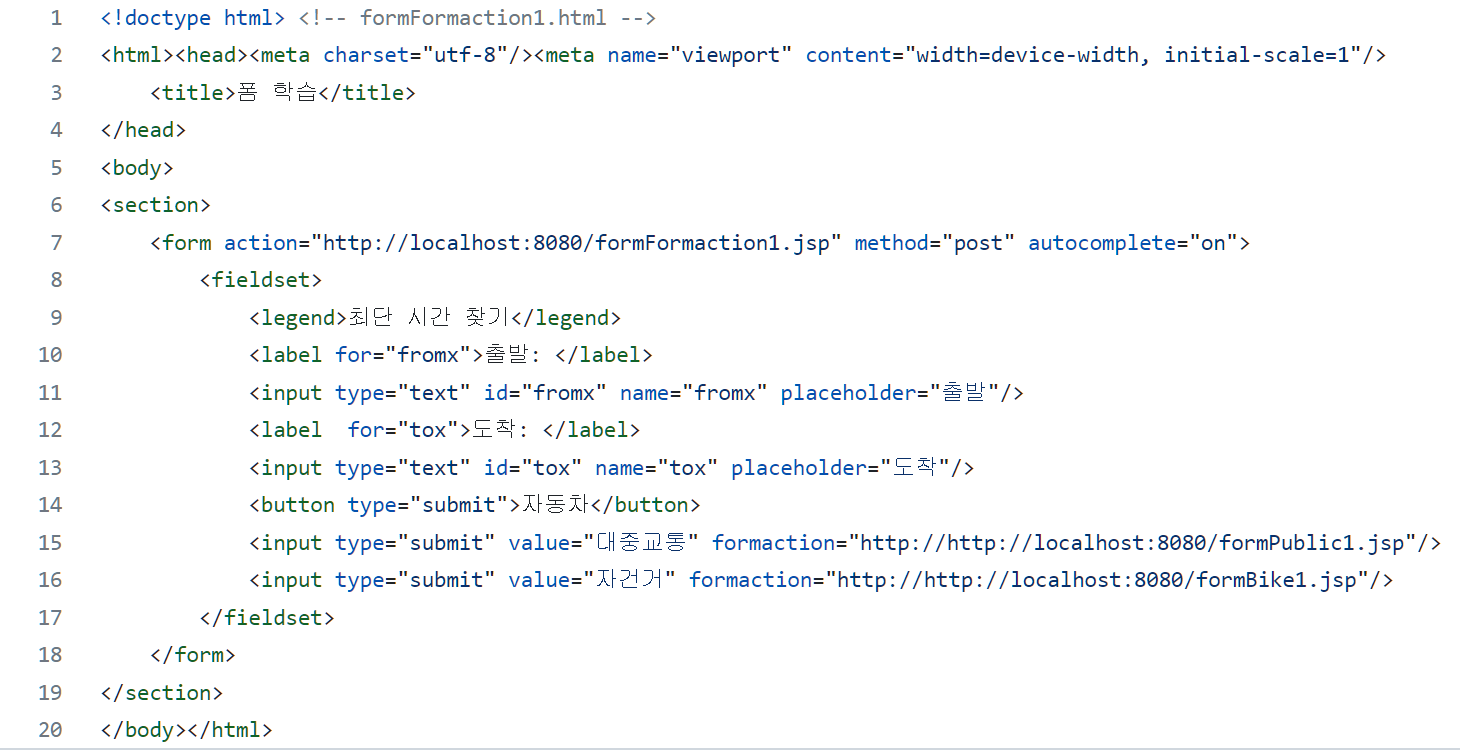 1 <!doctype html> <!-- formFormaction1.html -->
2 <html><head><meta charset="utf-8"/><meta name="viewport" content="width=device-width, initial-scale=1"/>
3     <title>폼 학습</title>
4 </head>
5 <body>
6 <section>
7     <form action="http://localhost:8080/formFormaction1.jsp" method="post" autocomplete="on">
8         <fieldset>
9             <legend>최단 시간 찾기</legend>
10             <label for="fromx">출발: </label>
11             <input type="text" id="fromx" name="fromx" placeholder="출발"/>
12             <label  for="tox">도착: </label>
13             <input type="text" id="tox" name="tox" placeholder="도착"/>
14             <button type="submit">자동차</button>
15             <input type="submit" value="대중교통" formaction="http://http://localhost:8080/formPublic1.jsp"/>
16             <input type="submit" value="자건거" formaction="http://http://localhost:8080/formBike1.jsp"/>
17         </fieldset>
18     </form>
19 </section>
20 </body></html>